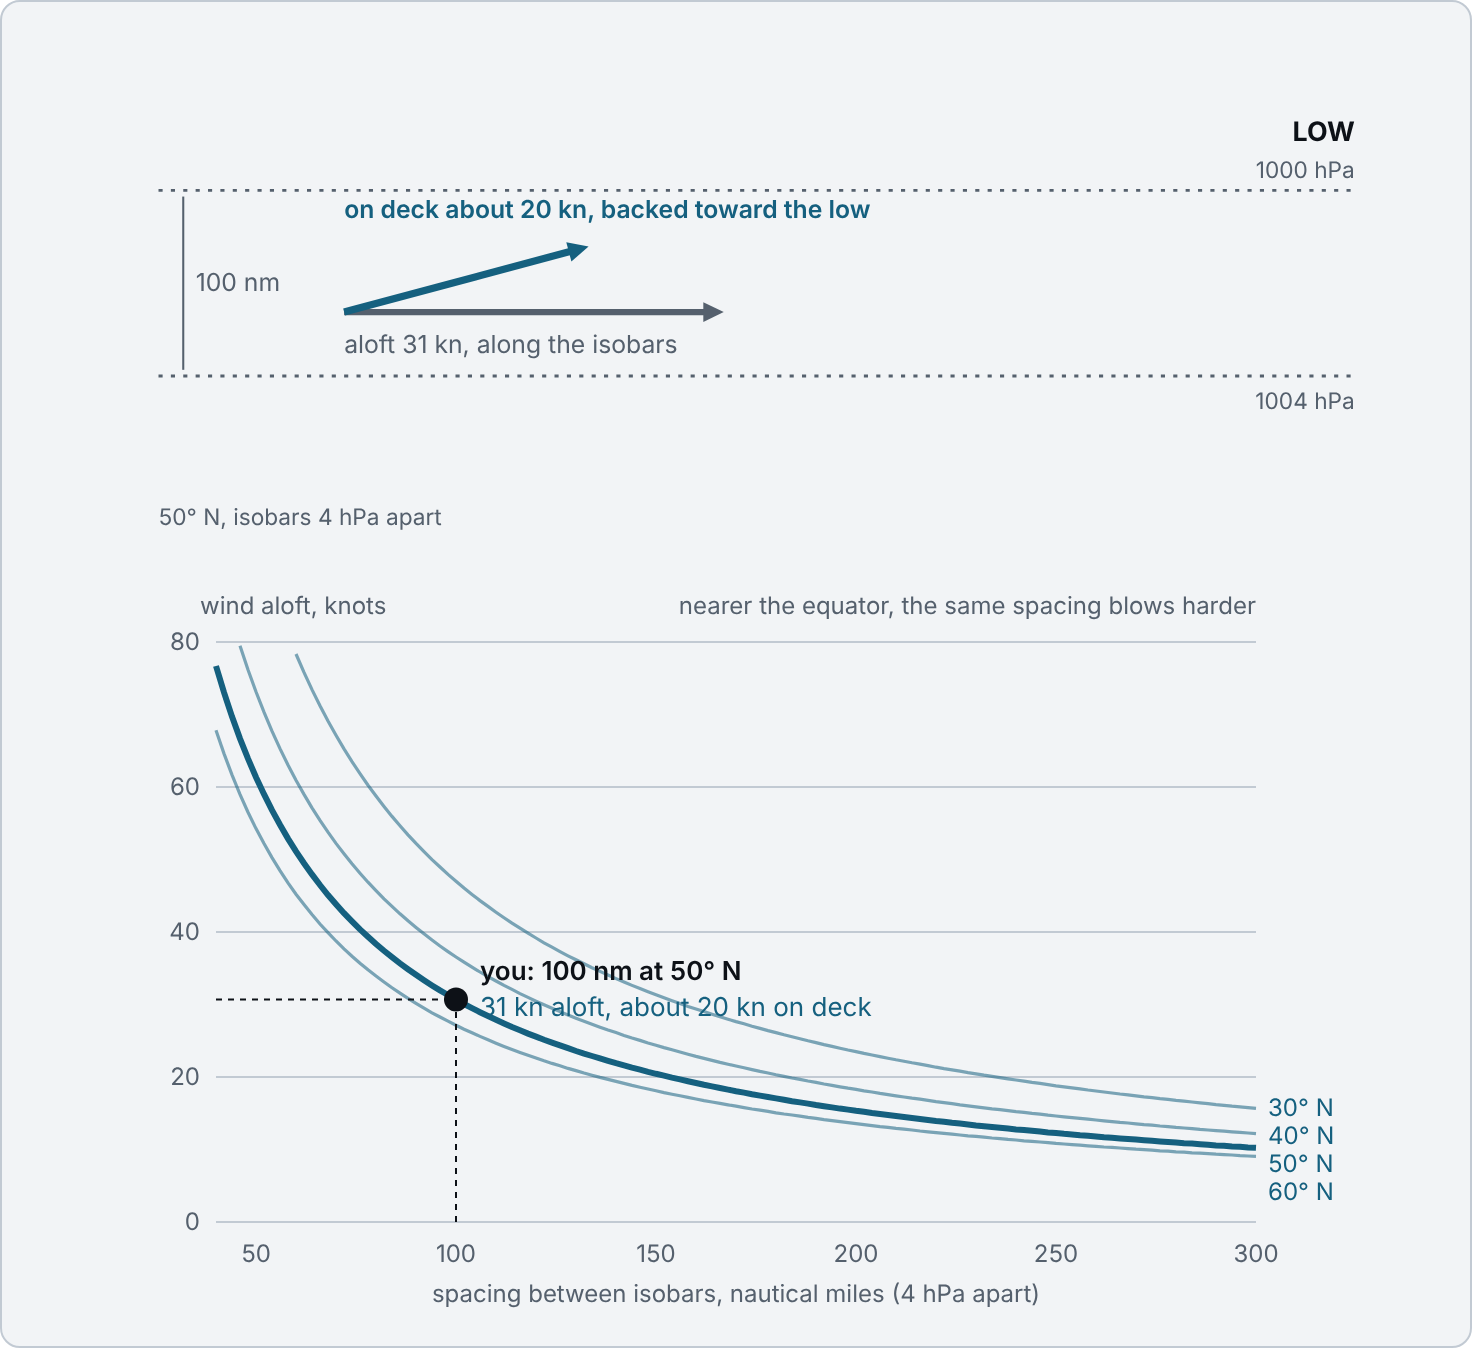 LOW
1000 hPa
on deck about 20 kn, backed toward the low
100 nm
aloft 31 kn, along the isobars
1004 hPa
50° N, isobars 4 hPa apart
wind aloft, knots
nearer the equator, the same spacing blows harder
80
60
40
you: 100 nm at 50° N
31 kn aloft, about 20 kn on deck
20
30° N
40° N
50° N
60° N
0
50 100 150 200 250 300
spacing between isobars, nautical miles (4 hPa apart)